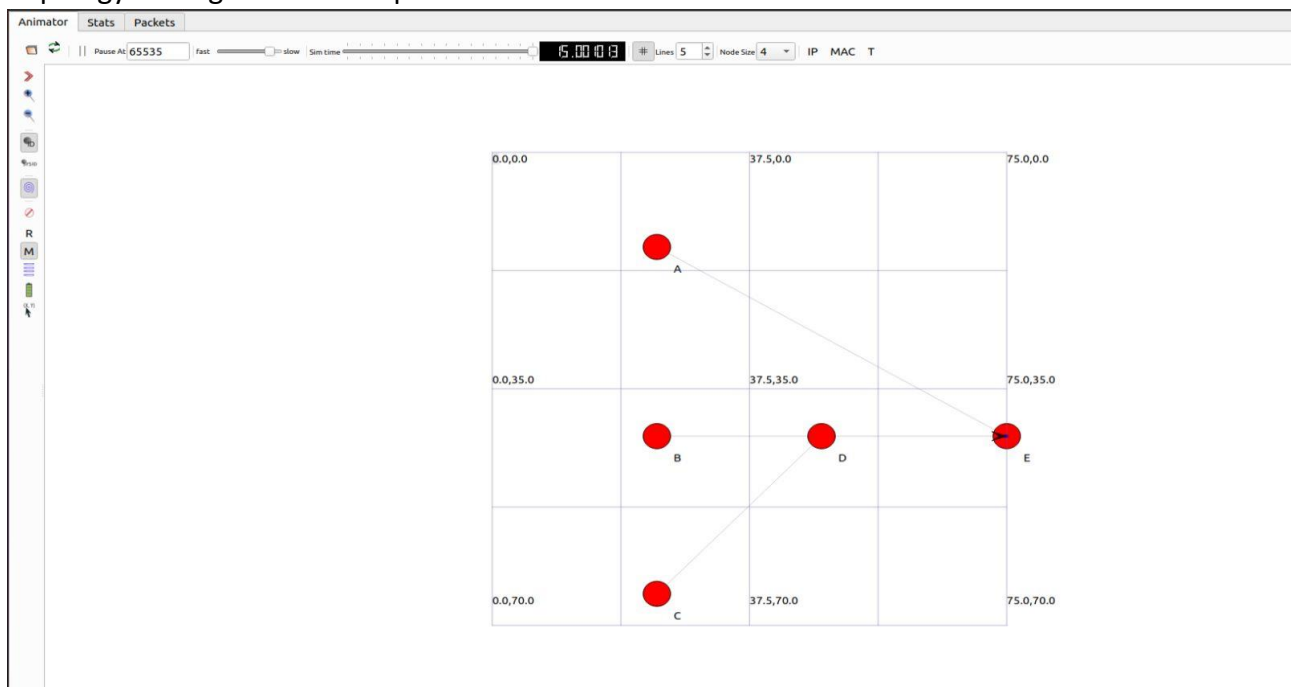 Animator Stats Packets
Pause At 65535 fast slow Sim time 15.001013 # Lines 5 Node Size 4 IP MAC T
0.0,0.0 37.5,0.0 75.0,0.0
A
R
M
0.0,35.0 37.5,35.0 75.0,35.0
B D E
0.0,70.0 37.5,70.0 75.0,70.0
C